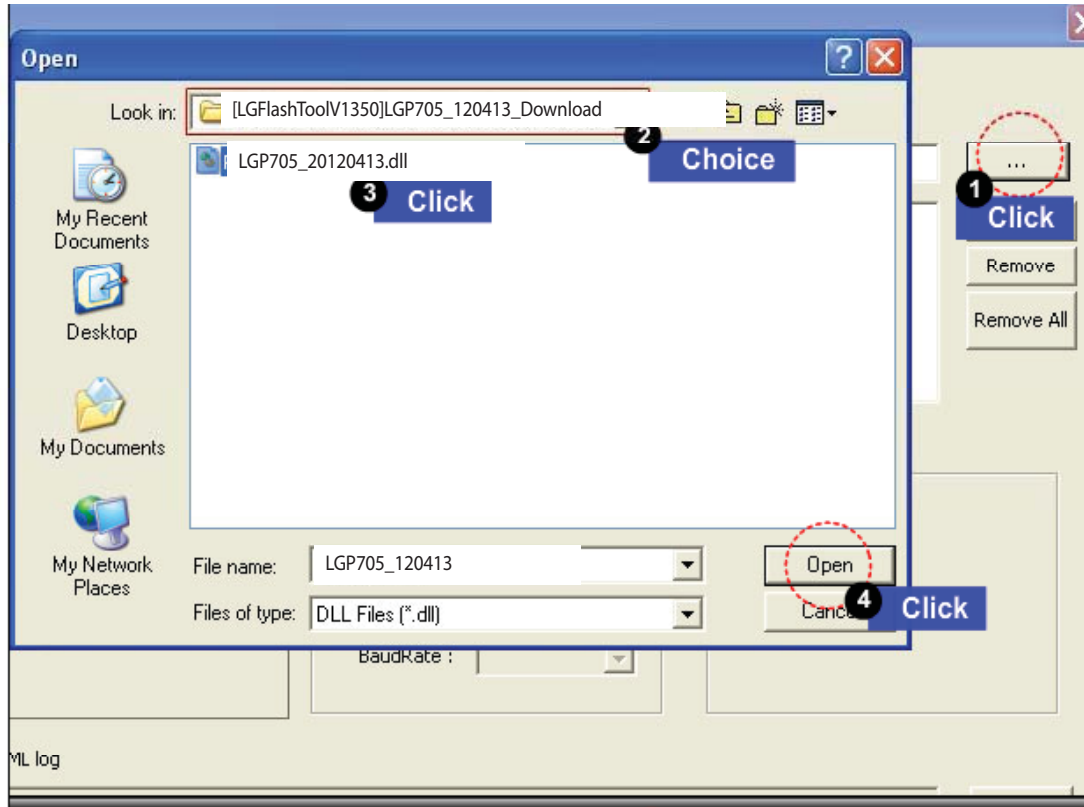 Open
Look in: [LGFlashToolV1350]LGP705_120413_Download
2
Choice
LGP705_20120413.dll
3 Click
...
1
Click
My Recent
Documents
Remove
Desktop
Remove All
My Documents
My Network
Places
File name: LGP705_120413
Open
Files of type: DLL Files (*.dll)
4 Click
BaudRate :
ML log